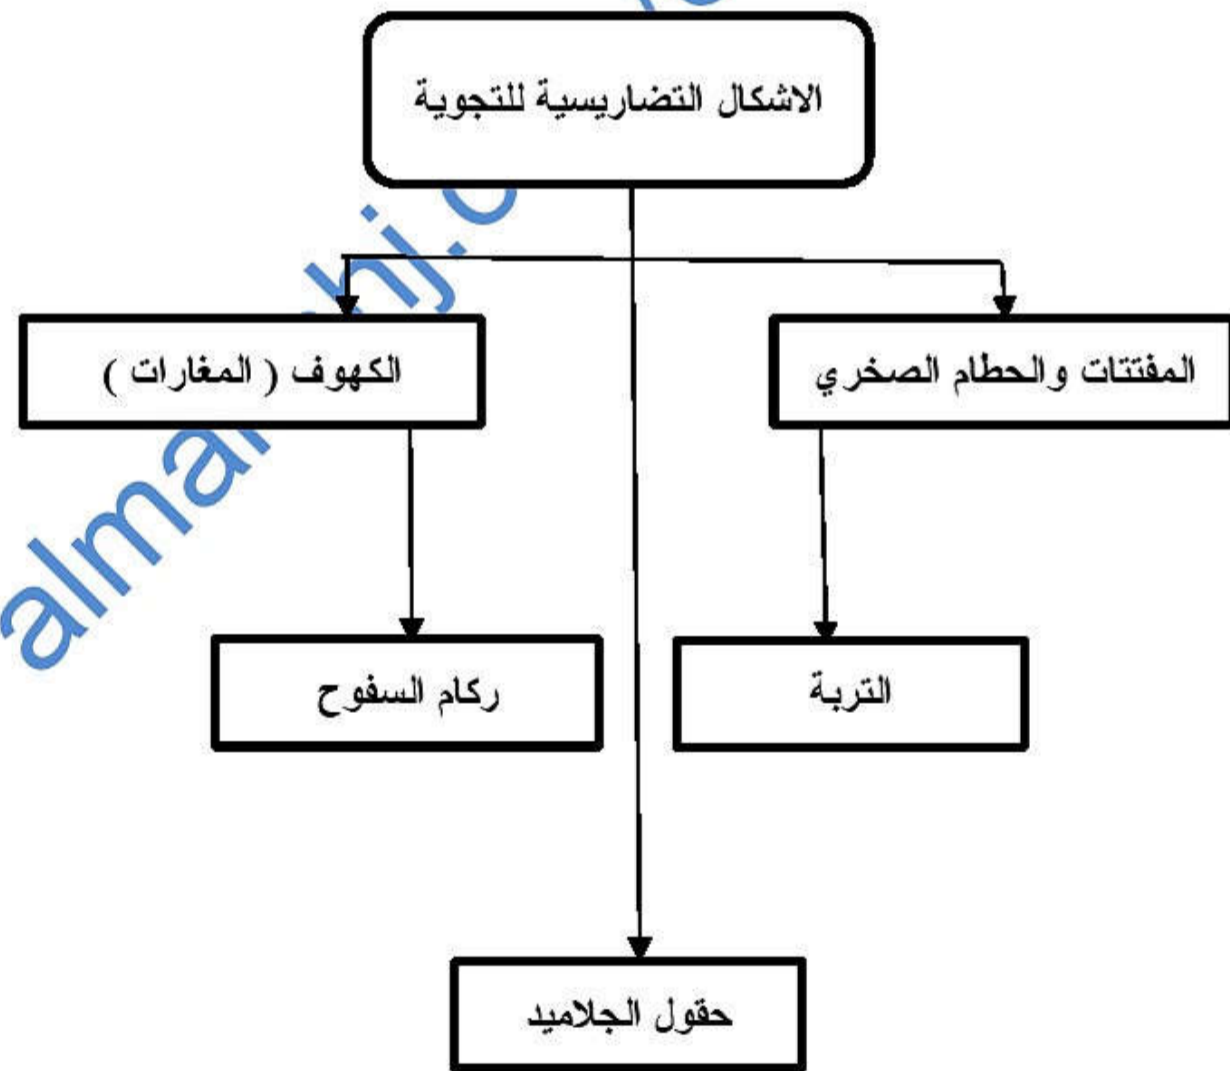 الاشكال التضاريسية للتجوية
المفتتات والحطام الصخري
الكهوف ( المغارات )
التربة
ركام السفوح
حقول الجلاميد